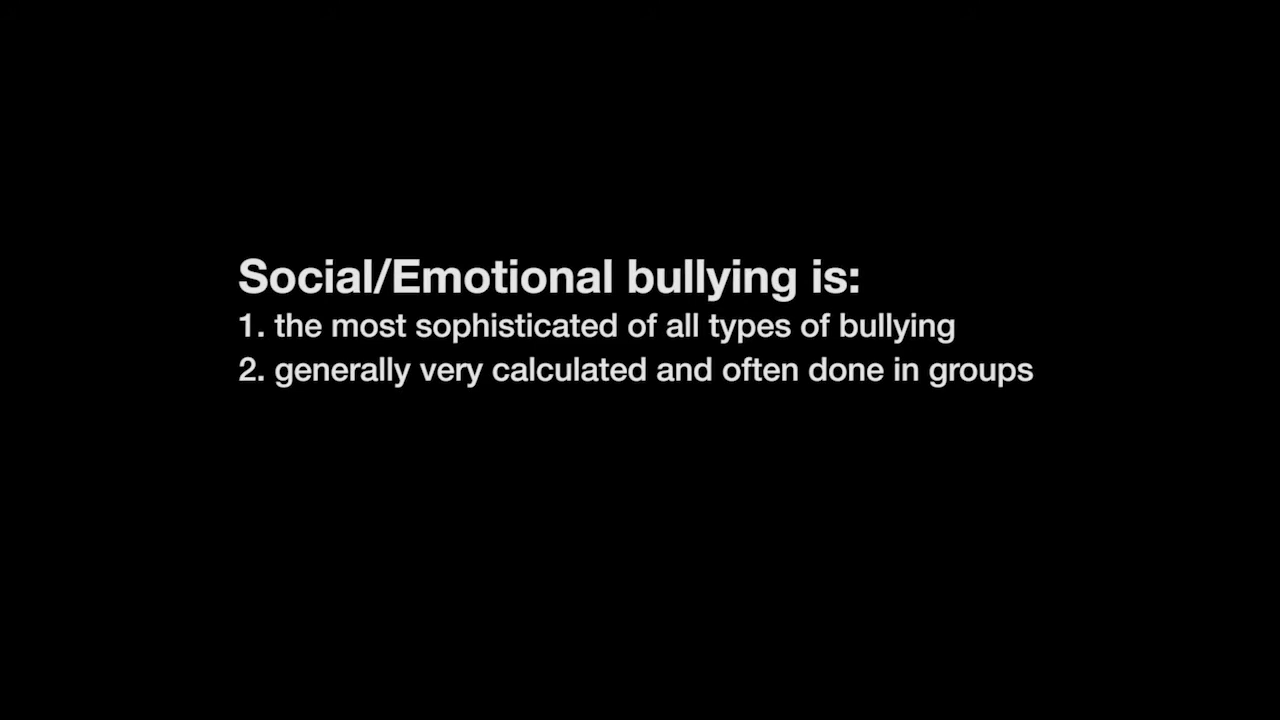 Social/Emotional bullying is:
1. the most sophisticated of all types of bullying
2. generally very calculated and often done in groups